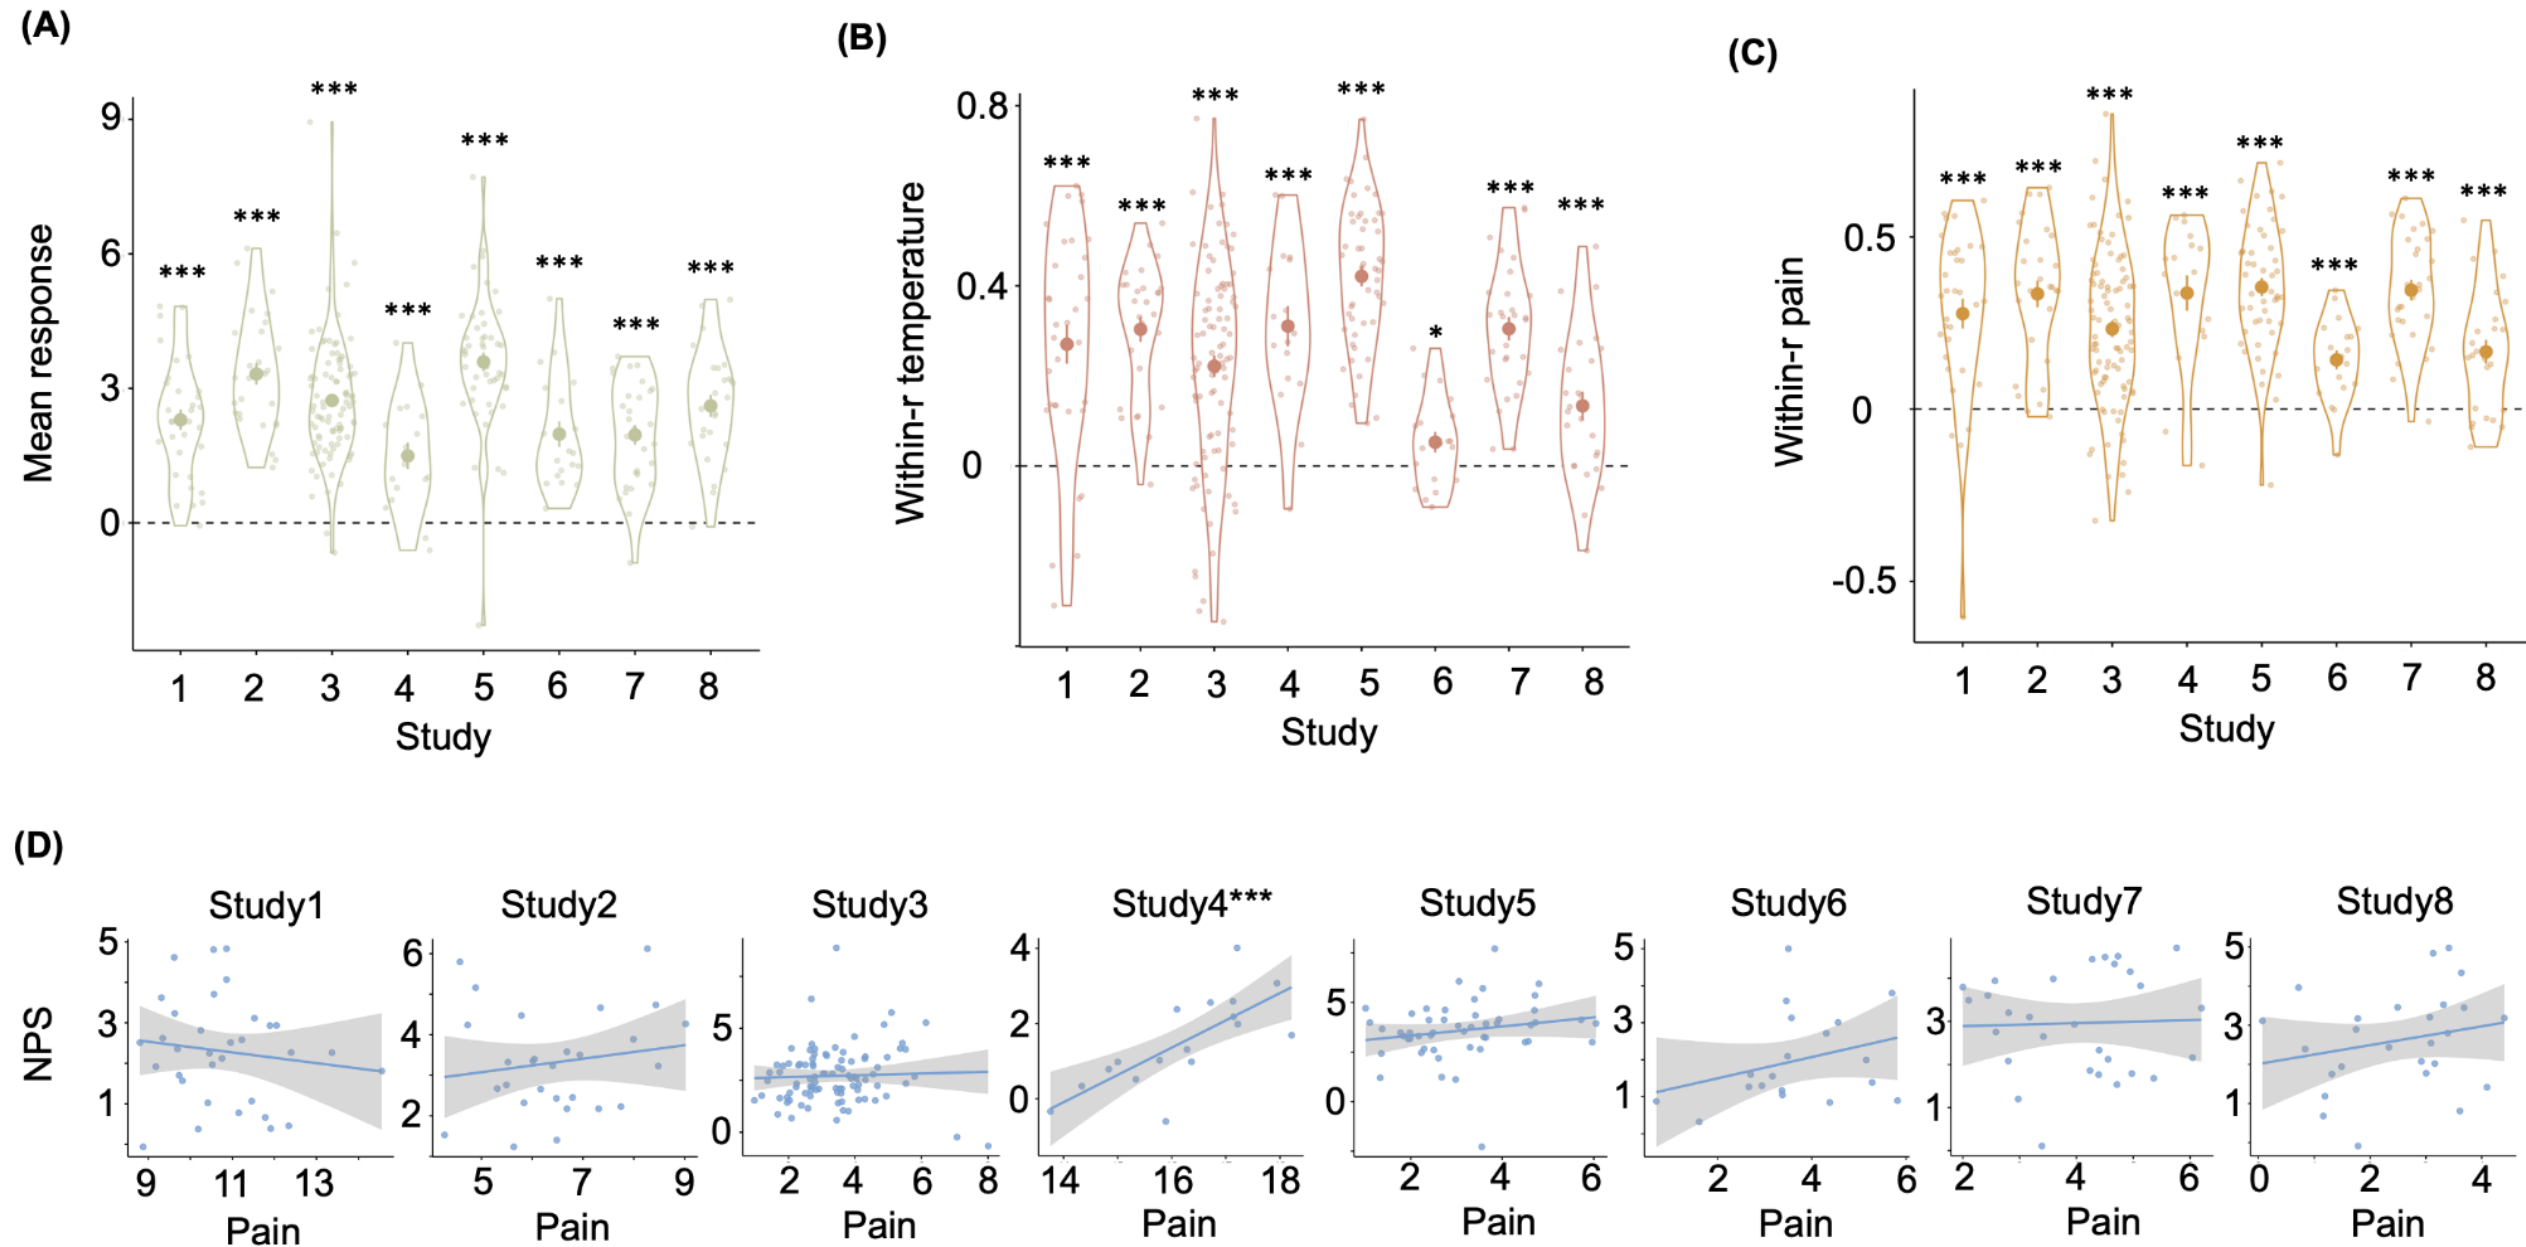 (A)
Mean response
9
6
3
0
*** *** *** *** *** *** *** ***
1 2 3 4 5 6 7 8
Study
(B)
Within-r temperature
0.8
0.4
0
*** *** *** *** *** * *** ***
1 2 3 4 5 6 7 8
Study
(C)
Within-r pain
0.5
0
-0.5
*** *** *** *** *** *** *** ***
1 2 3 4 5 6 7 8
Study
(D)
NPS
Study1
5
3
1
9 11 13
Pain
Study2
6
4
2
5 7 9
Pain
Study3
5
0
2 4 6 8
Pain
Study4***
4
2
0
14 16 18
Pain
Study5
5
0
2 4 6
Pain
Study6
5
3
1
2 4 6
Pain
Study7
3
1
2 4 6
Pain
Study8
5
3
1
0 2 4
Pain